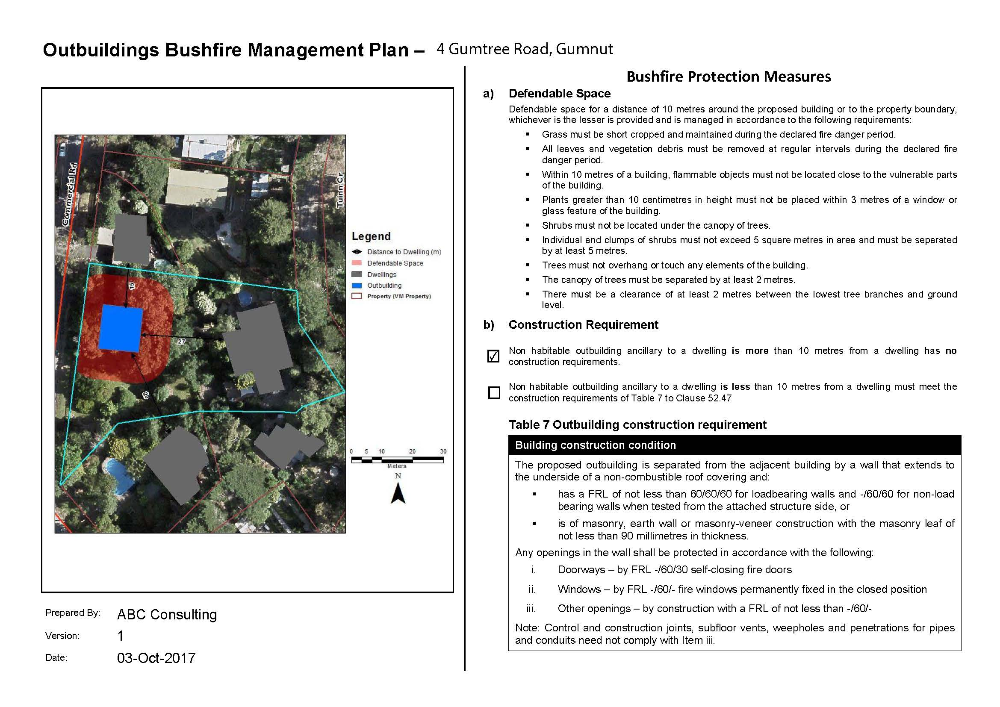 Outbuildings Bushfire Management Plan – 4 Gumtree Road, Gumnut
Commercial Rd
Tuinn Cr
15
27
Legend
Distance to Dwelling (m)
Defendable Space
Dwellings
Outbuilding
Property (VM Property)
0 5 10 20 30
Meters
N
Prepared By: ABC Consulting
Version: 1
Date: 03-Oct-2017
Bushfire Protection Measures
a) Defendable Space
Defendable space for a distance of 10 metres around the proposed building or to the property boundary,
whichever is the lesser is provided and is managed in accordance to the following requirements:
▪ Grass must be short cropped and maintained during the declared fire danger period.
▪ All leaves and vegetation debris must be removed at regular intervals during the declared fire
danger period.
▪ Within 10 metres of a building, flammable objects must not be located close to the vulnerable parts
of the building.
▪ Plants greater than 10 centimetres in height must not be placed within 3 metres of a window or
glass feature of the building.
▪ Shrubs must not be located under the canopy of trees.
▪ Individual and clumps of shrubs must not exceed 5 square metres in area and must be separated
by at least 5 metres.
▪ Trees must not overhang or touch any elements of the building.
▪ The canopy of trees must be separated by at least 2 metres.
▪ There must be a clearance of at least 2 metres between the lowest tree branches and ground
level.
b) Construction Requirement
Non habitable outbuilding ancillary to a dwelling is more than 10 metres from a dwelling has no
construction requirements.
Non habitable outbuilding ancillary to a dwelling is less than 10 metres from a dwelling must meet the
construction requirements of Table 7 to Clause 52.47
Table 7 Outbuilding construction requirement
Building construction condition
The proposed outbuilding is separated from the adjacent building by a wall that extends to
the underside of a non-combustible roof covering and:
▪ has a FRL of not less than 60/60/60 for loadbearing walls and -/60/60 for non-load
bearing walls when tested from the attached structure side, or
▪ is of masonry, earth wall or masonry-veneer construction with the masonry leaf of
not less than 90 millimetres in thickness.
Any openings in the wall shall be protected in accordance with the following:
i. Doorways – by FRL -/60/30 self-closing fire doors
ii. Windows – by FRL -/60/- fire windows permanently fixed in the closed position
iii. Other openings – by construction with a FRL of not less than -/60/-
Note: Control and construction joints, subfloor vents, weepholes and penetrations for pipes
and conduits need not comply with Item iii.